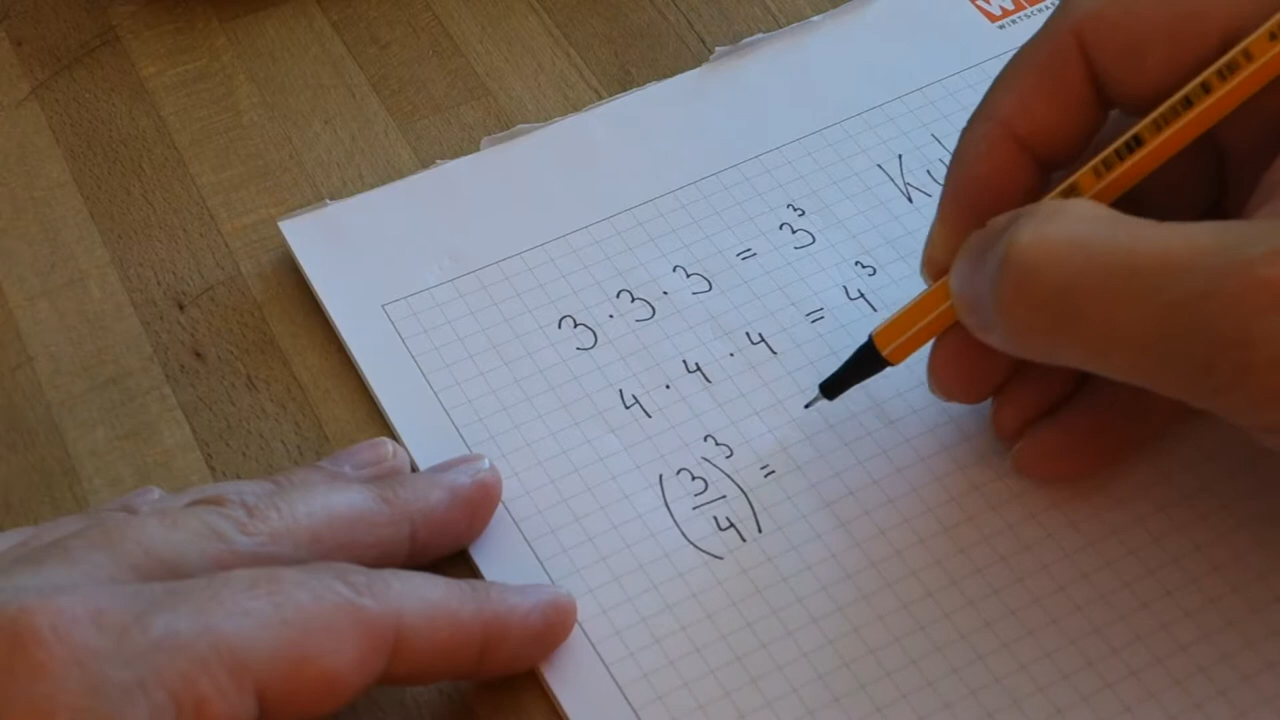 3 · 3 · 3 = 3³
4 · 4 · 4 = 4³
(3/4)³ =